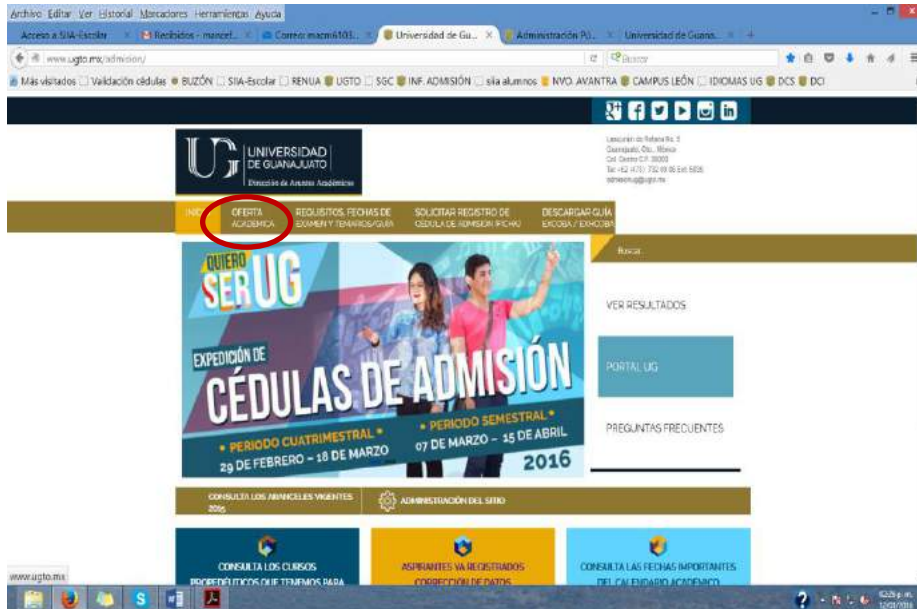 Archivo Editar Ver Historial Marcadores Herramientas Ayuda
Acceso a SIIA-Escolar
Universidad de Gu...
Universidad de Guana...
www.ugto.mx/admision/
Buscar
Más visitados Validación cédulas BUZÓN SIIA-Escolar RENUA UGTO SGC INF. ADMISIÓN siia alumnos NVO. AVANTRA CAMPUS LEÓN IDIOMAS UG DCS DCI
UG UNIVERSIDAD
DE GUANAJUATO
Dirección de Asuntos Académicos
OFERTA
ACADÉMICA
REQUISITOS, FECHAS DE
EXAMEN Y TEMARIOS/GUÍA
SOLICITAR REGISTRO DE
CÉDULA DE ADMISIÓN (FICHA)
DESCARGAR GUÍA
Buscar
QUIERO
SER UG
EXPEDICIÓN DE
CÉDULAS DE ADMISIÓN
• PERIODO CUATRIMESTRAL •
29 DE FEBRERO – 18 DE MARZO
• PERIODO SEMESTRAL •
07 DE MARZO – 15 DE ABRIL
2016
VER RESULTADOS
PORTAL UG
PREGUNTAS FRECUENTES
CONSULTA LOS ARANCELES VIGENTES
2015
ADMINISTRACIÓN DEL SITIO
CONSULTA LOS CURSOS
PROPEDÉUTICOS QUE TENEMOS PARA
ASPIRANTES YA REGISTRADOS
CORRECCIÓN DE DATOS
CONSULTA LAS FECHAS IMPORTANTES
DEL CALENDARIO ACADÉMICO
www.ugto.mx